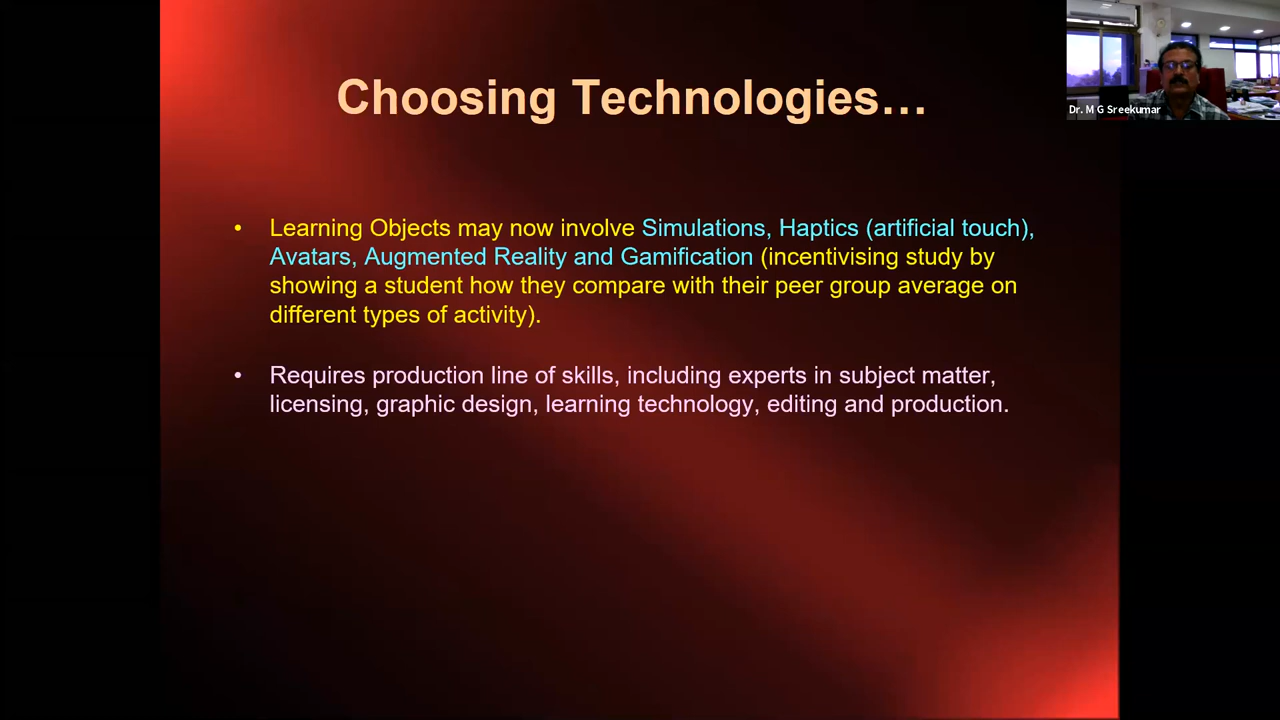 Choosing Technologies…
Dr. M G Sreekumar
• Learning Objects may now involve Simulations, Haptics (artificial touch),
Avatars, Augmented Reality and Gamification (incentivising study by
showing a student how they compare with their peer group average on
different types of activity).
• Requires production line of skills, including experts in subject matter,
licensing, graphic design, learning technology, editing and production.